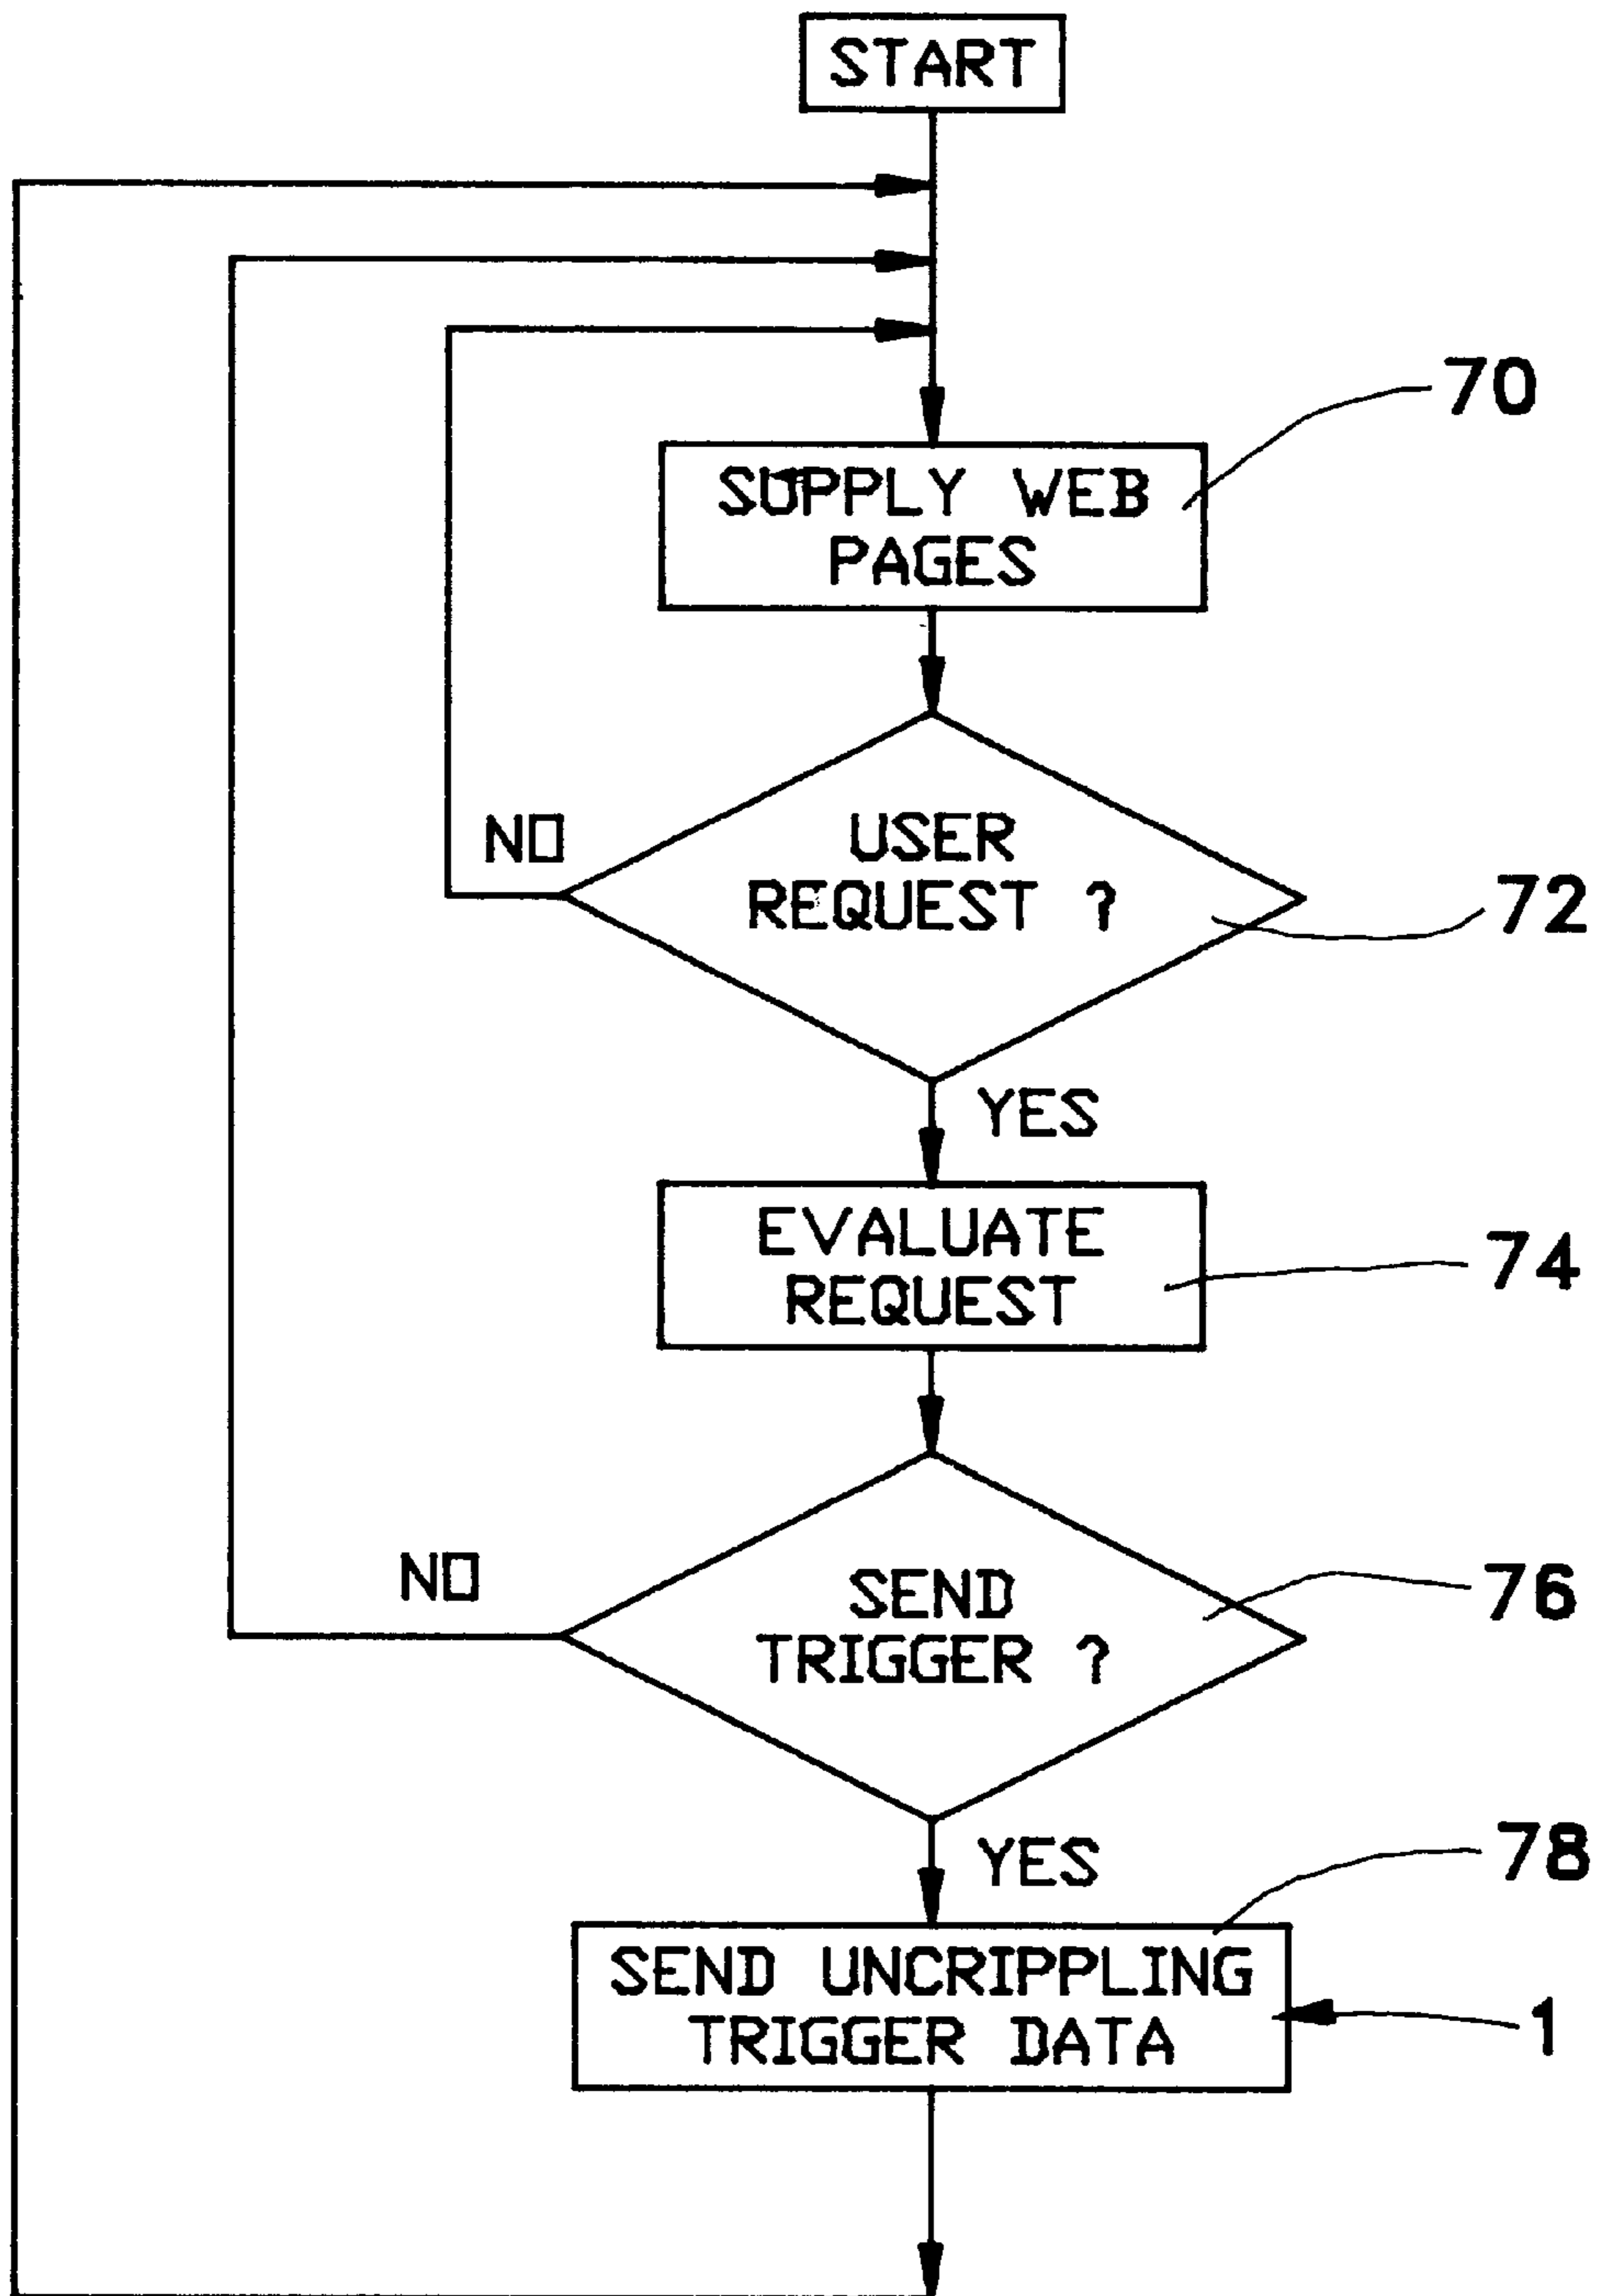 START
70
SUPPLY WEB
PAGES
NO
USER
REQUEST ?
72
YES
EVALUATE
REQUEST
74
NO
SEND
TRIGGER ?
76
YES
78
SEND UNCRIPPLING
TRIGGER DATA
1